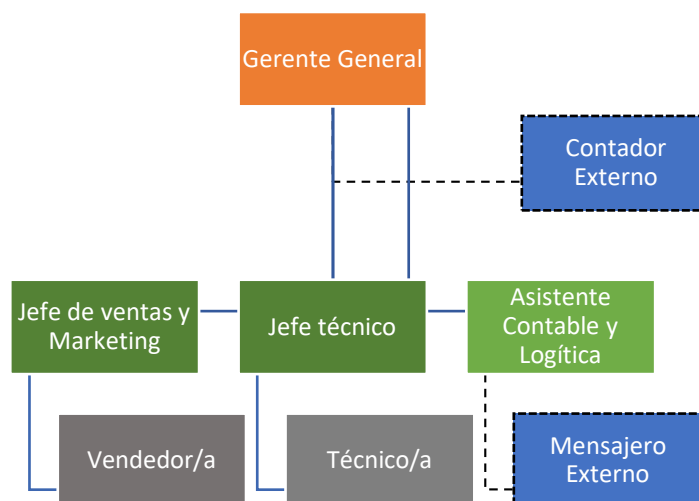 Gerente General
Contador
Externo
Jefe de ventas y
Marketing
Jefe técnico
Asistente
Contable y
Logítica
Vendedor/a
Técnico/a
Mensajero
Externo